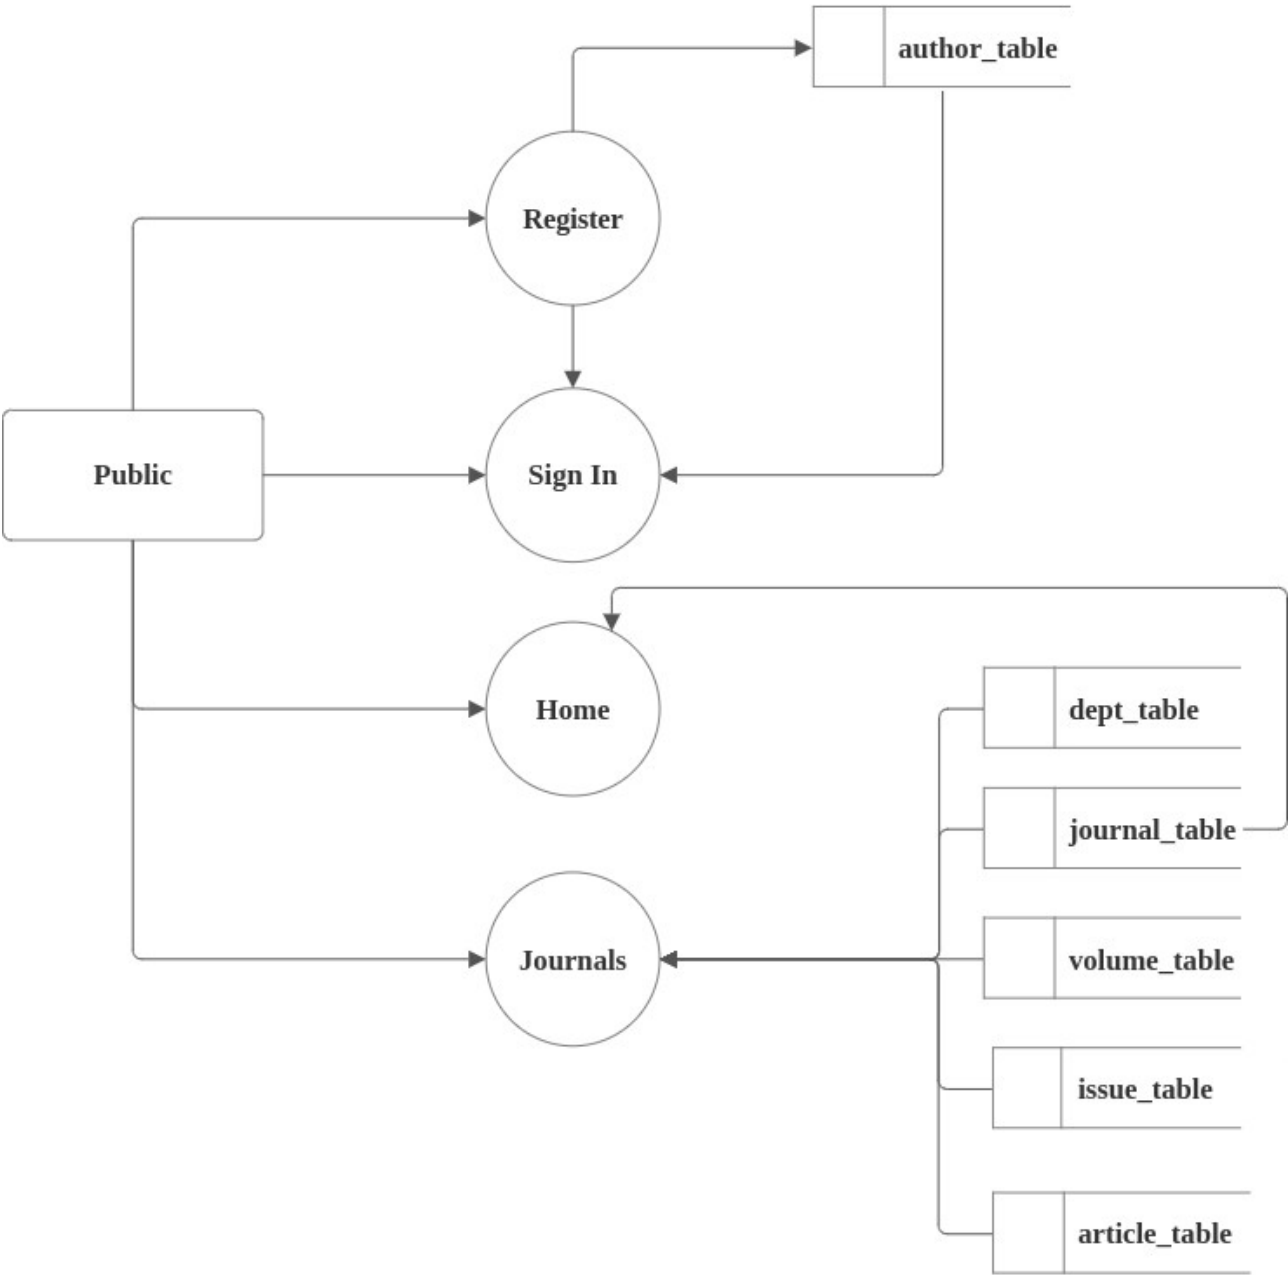 author_table
Register
Public
Sign In
Home
dept_table
journal_table
Journals
volume_table
issue_table
article_table